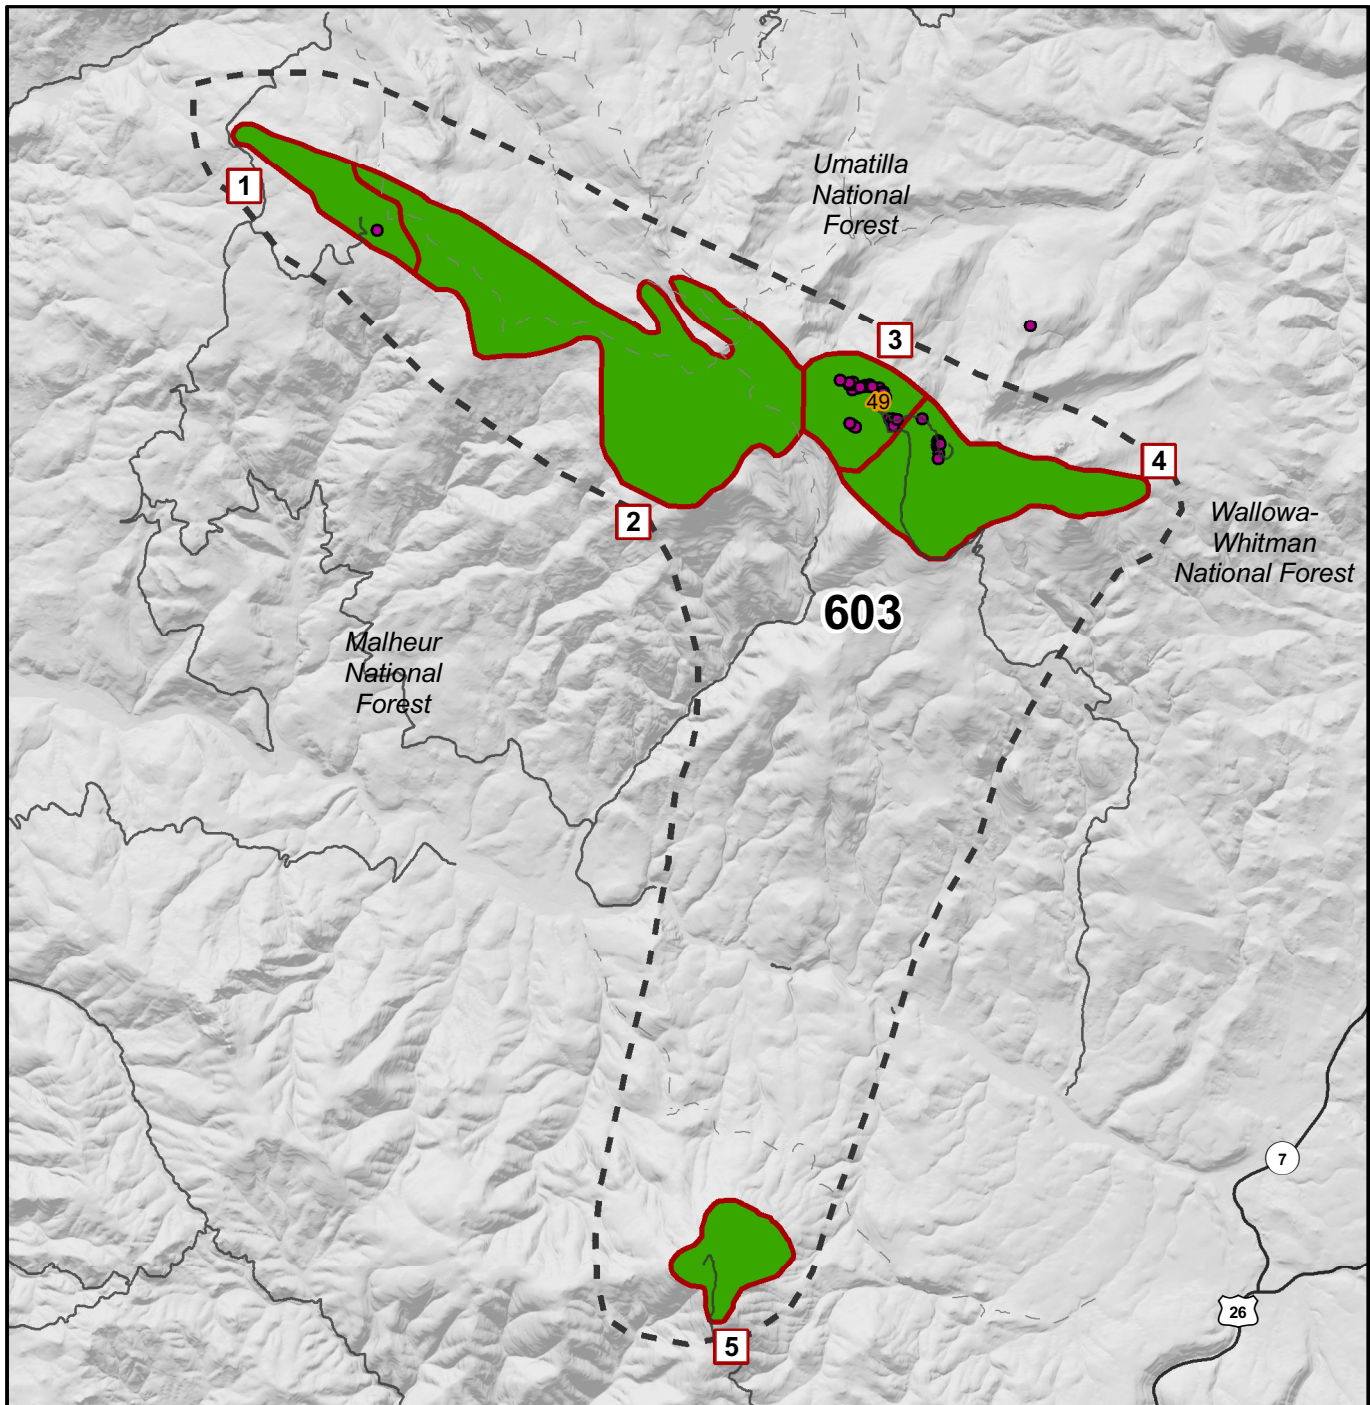 1
Umatilla
National
Forest
3
49
4
2
Wallowa-
Whitman
National Forest
603
Malheur
National
Forest
7
26
5